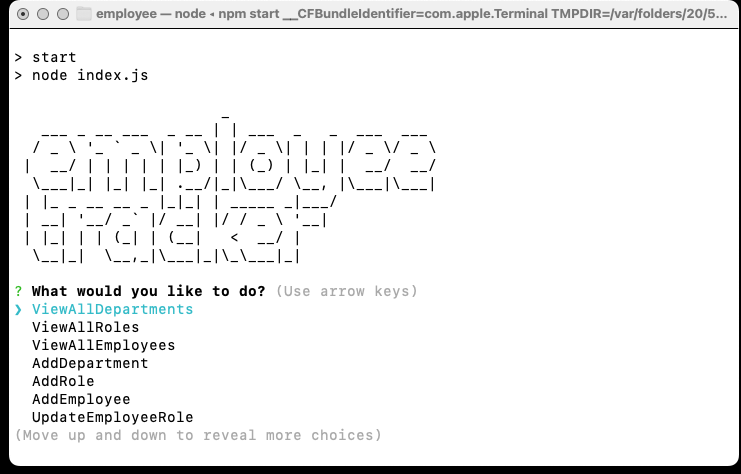 employee — node ◂ npm start __CFBundleIdentifier=com.apple.Terminal TMPDIR=/var/folders/20/5...
> start
> node index.js
employee
tracker
? What would you like to do? (Use arrow keys)
❯ ViewAllDepartments
ViewAllRoles
ViewAllEmployees
AddDepartment
AddRole
AddEmployee
UpdateEmployeeRole
(Move up and down to reveal more choices)